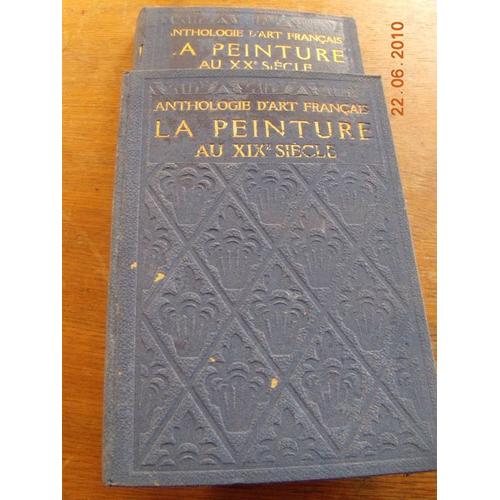 ANTHOLOGIE D'ART FRANÇAIS
LA PEINTURE
AU XXE SIÈCLE
ANTHOLOGIE D'ART FRANÇAIS
LA PEINTURE
AU XIXE SIÈCLE
22.06.2010